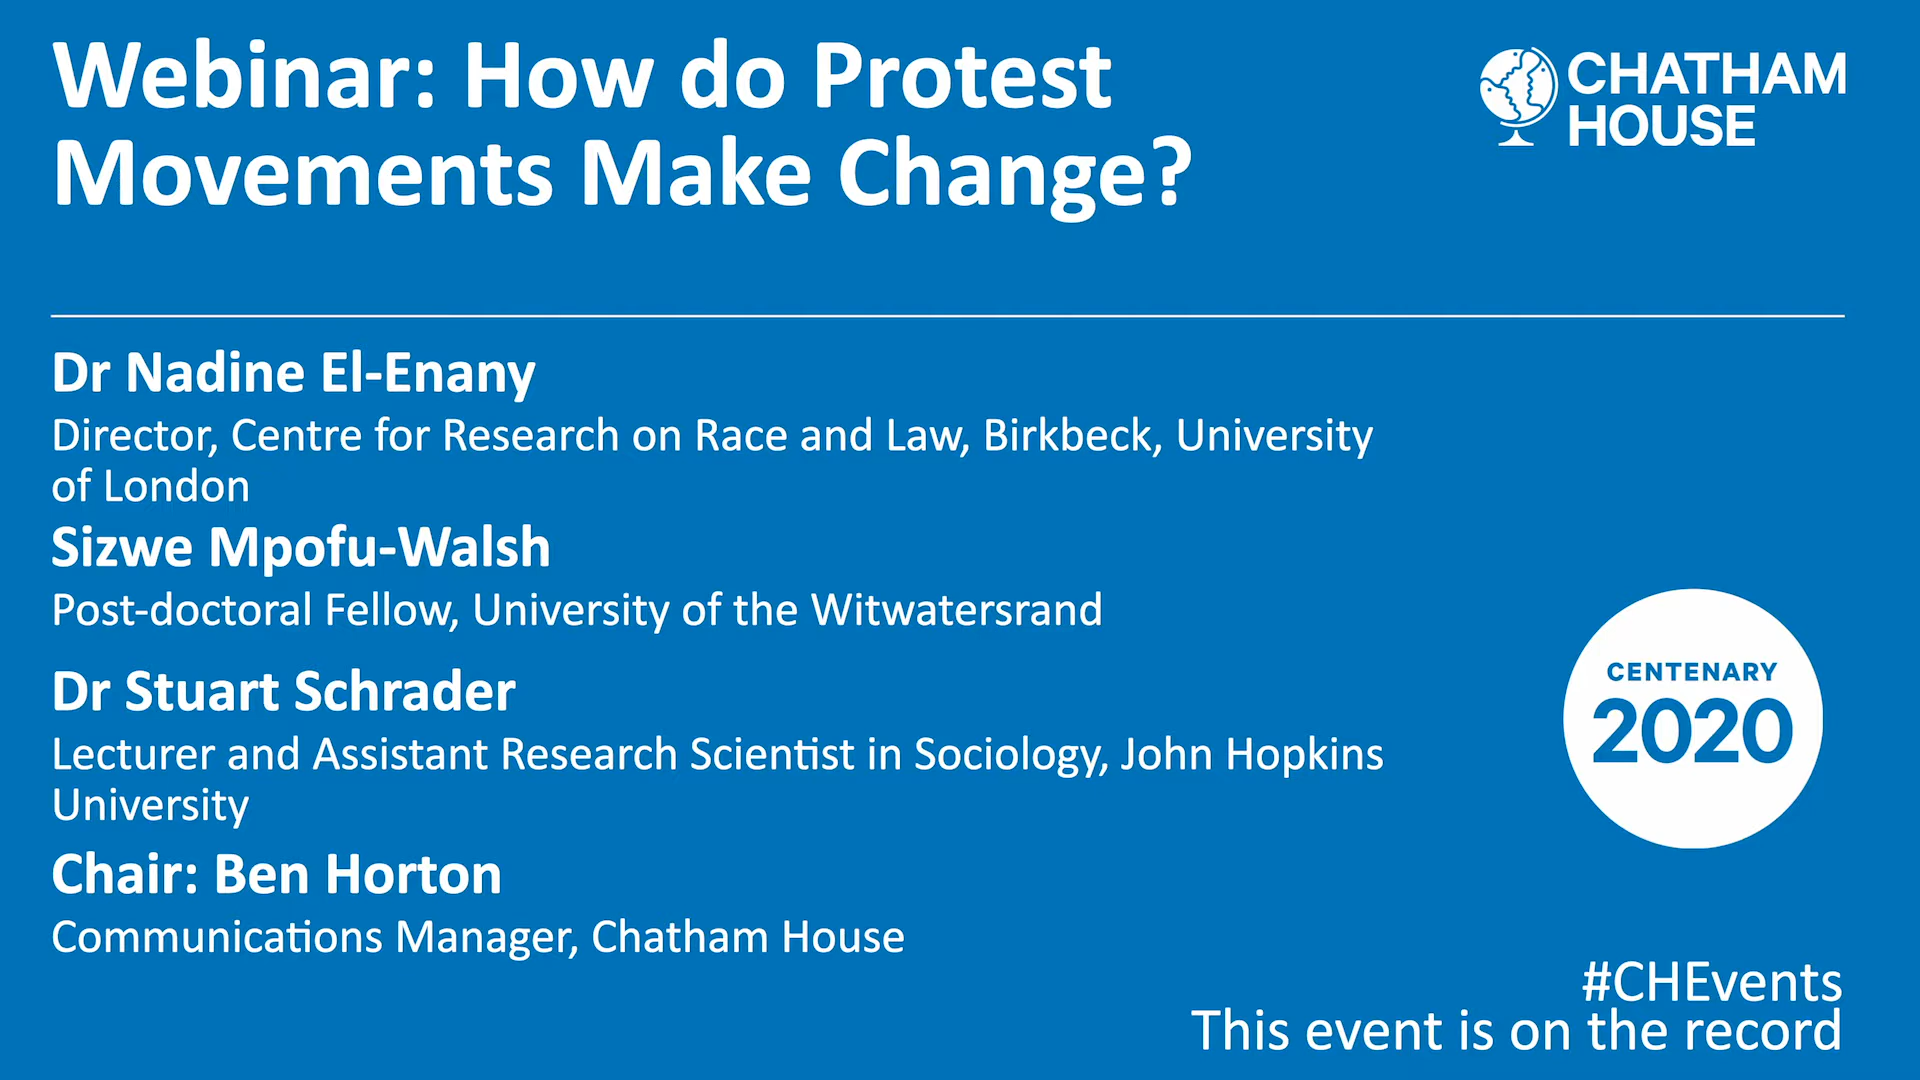 Webinar: How do Protest
Movements Make Change?
CHATHAM
HOUSE
Dr Nadine El-Enany
Director, Centre for Research on Race and Law, Birkbeck, University
of London
Sizwe Mpofu-Walsh
Post-doctoral Fellow, University of the Witwatersrand
Dr Stuart Schrader
Lecturer and Assistant Research Scientist in Sociology, John Hopkins
University
Chair: Ben Horton
Communications Manager, Chatham House
CENTENARY
2020
#CHEvents
This event is on the record